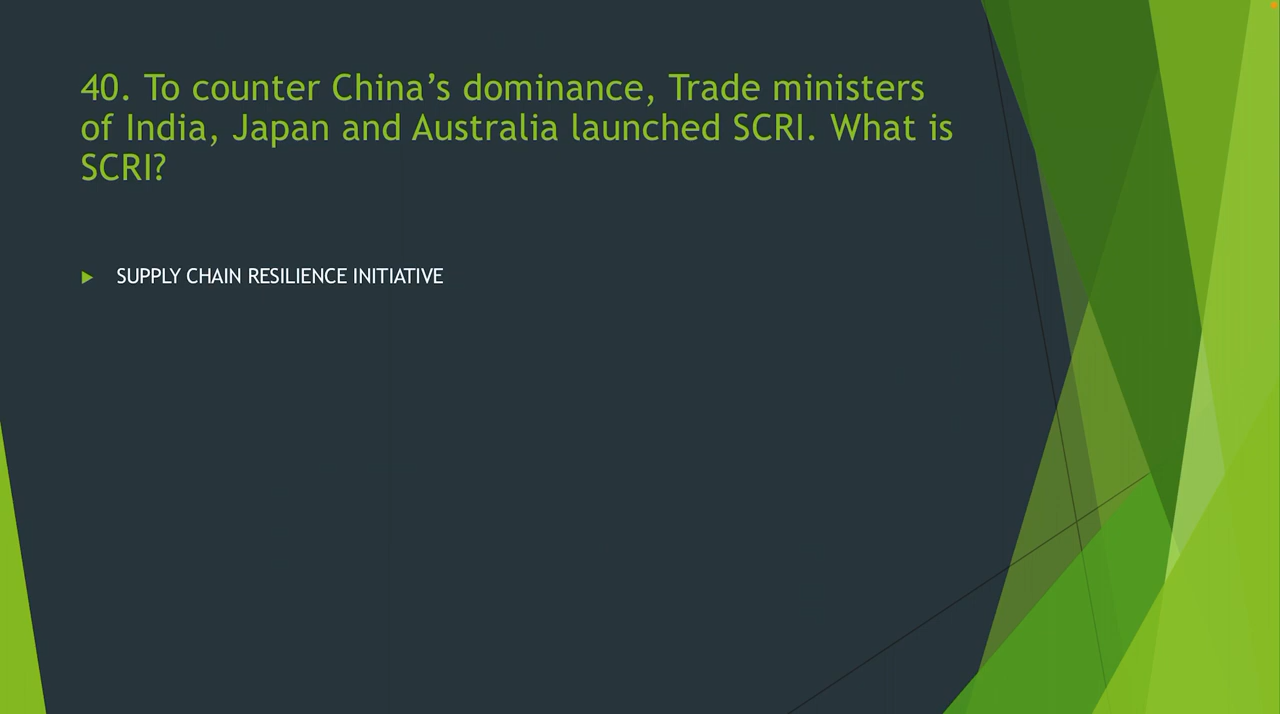 40. To counter China’s dominance, Trade ministers
of India, Japan and Australia launched SCRI. What is
SCRI?
SUPPLY CHAIN RESILIENCE INITIATIVE